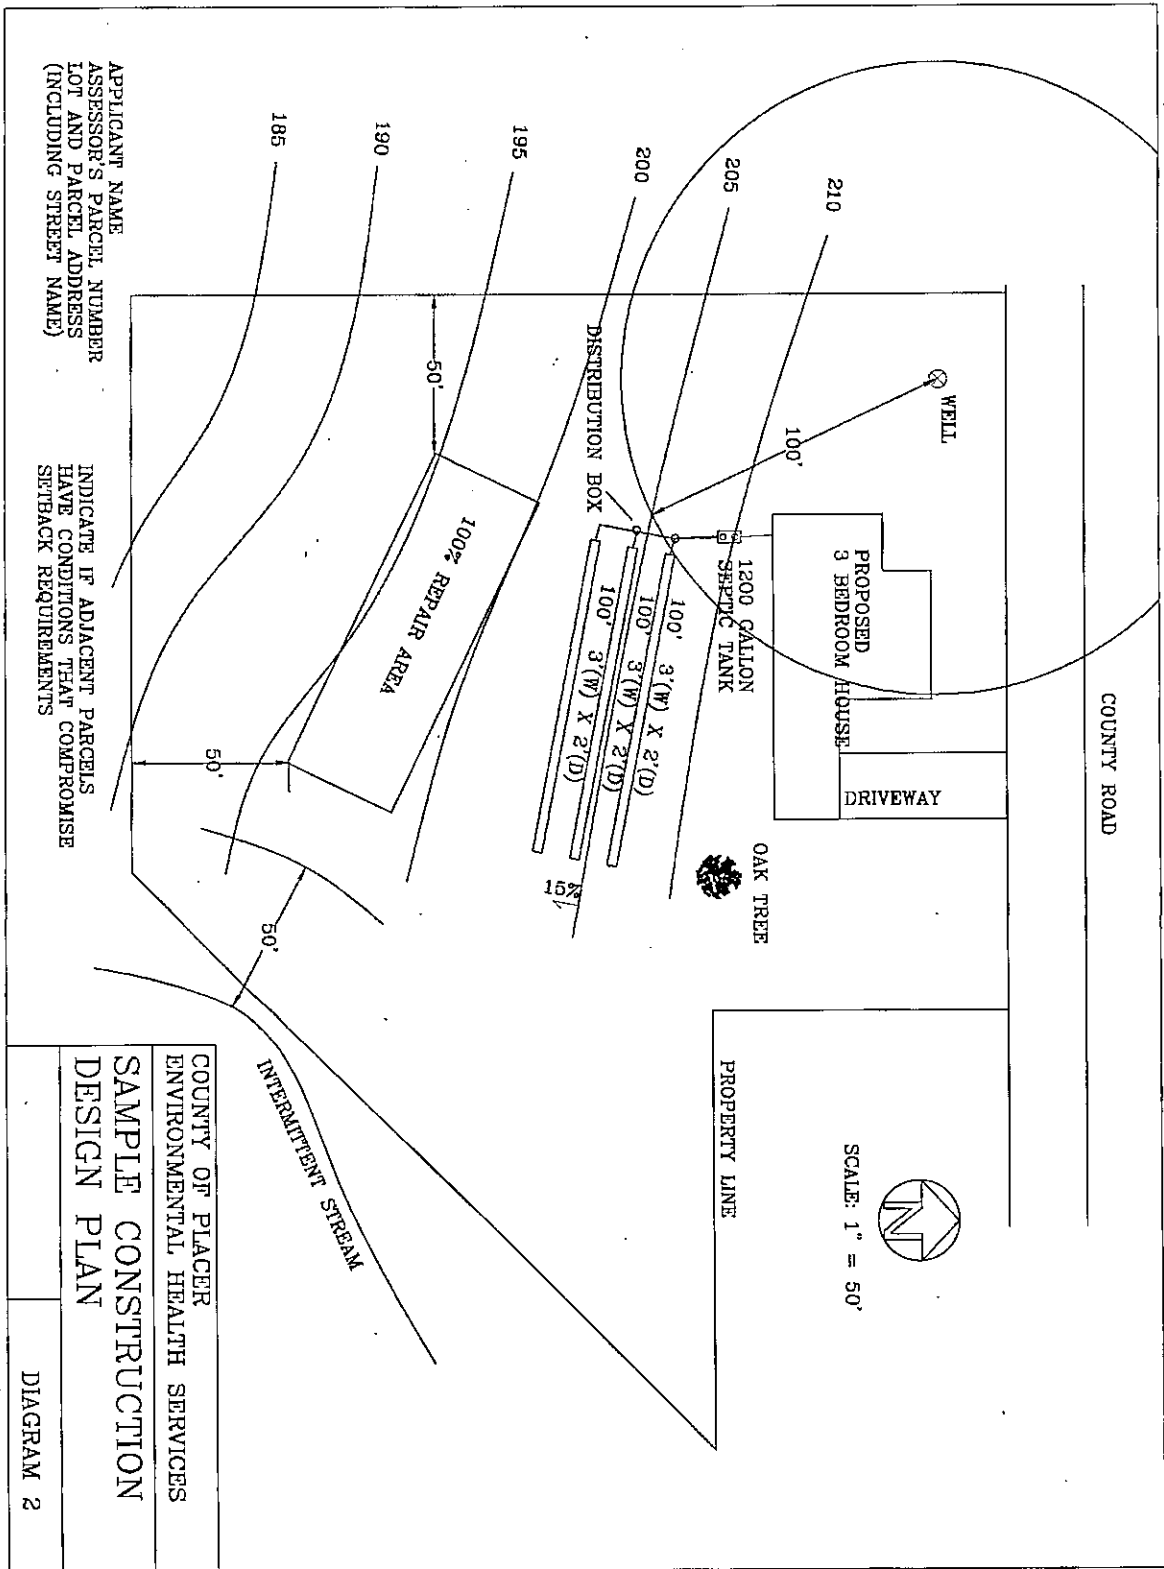 COUNTY ROAD
WELL
100'
PROPOSED
3 BEDROOM HOUSE
DRIVEWAY
SCALE: 1" = 50'
210
205
200
195
190
185
1200 GALLON
SEPTIC TANK
OAK TREE
PROPERTY LINE
DISTRIBUTION BOX
100' 3'(W) X 2'(D)
100' 3'(W) X 2'(D)
100' 3'(W) X 2'(D)
15%
50'
100% REPAIR AREA
50'
50'
INTERMITTENT STREAM
APPLICANT NAME
ASSESSOR'S PARCEL NUMBER
LOT AND PARCEL ADDRESS
(INCLUDING STREET NAME)
INDICATE IF ADJACENT PARCELS
HAVE CONDITIONS THAT COMPROMISE
SETBACK REQUIREMENTS
COUNTY OF PLACER
ENVIRONMENTAL HEALTH SERVICES
SAMPLE CONSTRUCTION
DESIGN PLAN
DIAGRAM 2
N